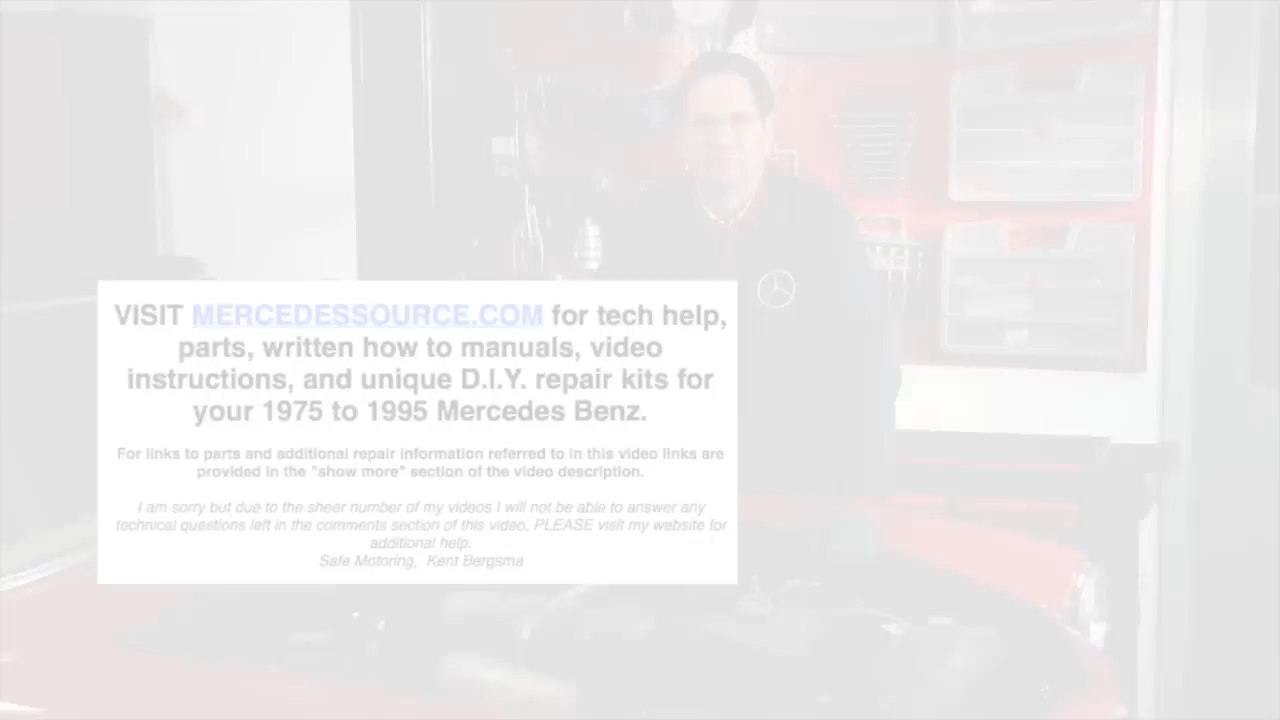 VISIT MERCEDESSOURCE.COM for tech help,
parts, written how to manuals, video
instructions, and unique D.I.Y. repair kits for
your 1975 to 1995 Mercedes Benz.
For links to parts and additional repair information referred to in this video links are
provided in the "show more" section of the video description.
I am sorry but due to the sheer number of my videos I will not be able to answer any
technical questions left in the comments section of this video. PLEASE visit my website for
additional help.
Safe Motoring, Kent Bergsma